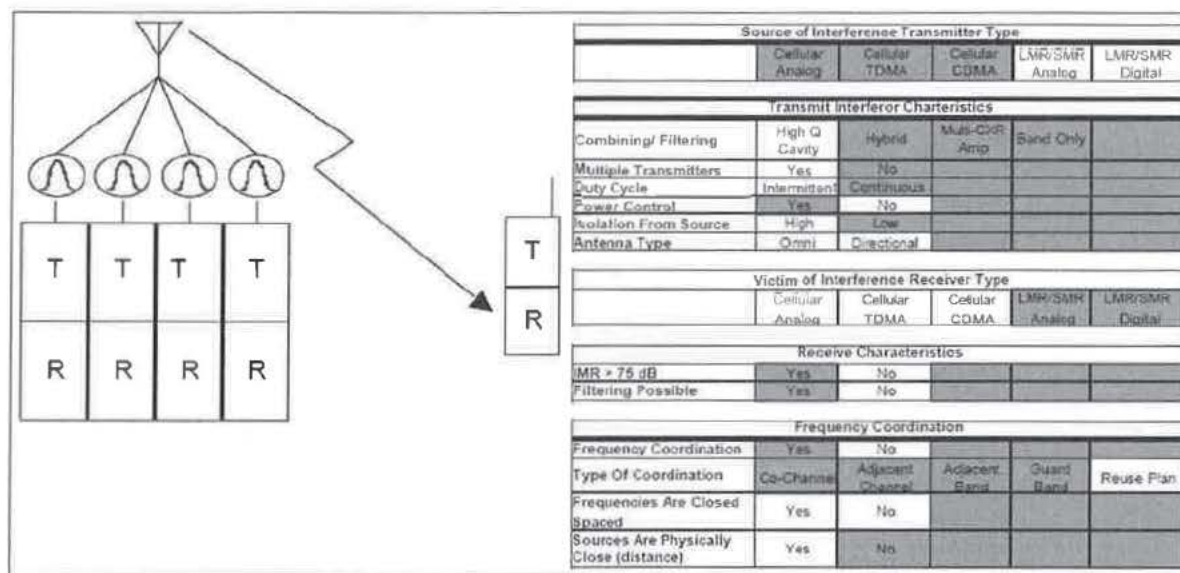 T T T T
R R R R
T
R
Source of Interference Transmitter Type
Cellular Analog Cellular TDMA Cellular CDMA LMR/SMR Analog LMR/SMR Digital
Transmit Interferor Charteristics
Combining/ Filtering High Q Cavity Hybrid Multi-CXR Amp Band Only
Multiple Transmitters Yes No
Duty Cycle Intermittent Continuous
Power Control Yes No
Isolation From Source High Low
Antenna Type Omni Directional
Victim of Interference Receiver Type
Cellular Analog Cellular TDMA Cellular CDMA LMR/SMR Analog LMR/SMR Digital
Receive Characteristics
IMR > 75 dB Yes No
Filtering Possible Yes No
Frequency Coordination
Frequency Coordination Yes No
Type Of Coordination Co-Channel Adjacent Channel Adjacent Band Guard Band Reuse Plan
Frequencies Are Closed Spaced Yes No
Sources Are Physically Close (distance) Yes No